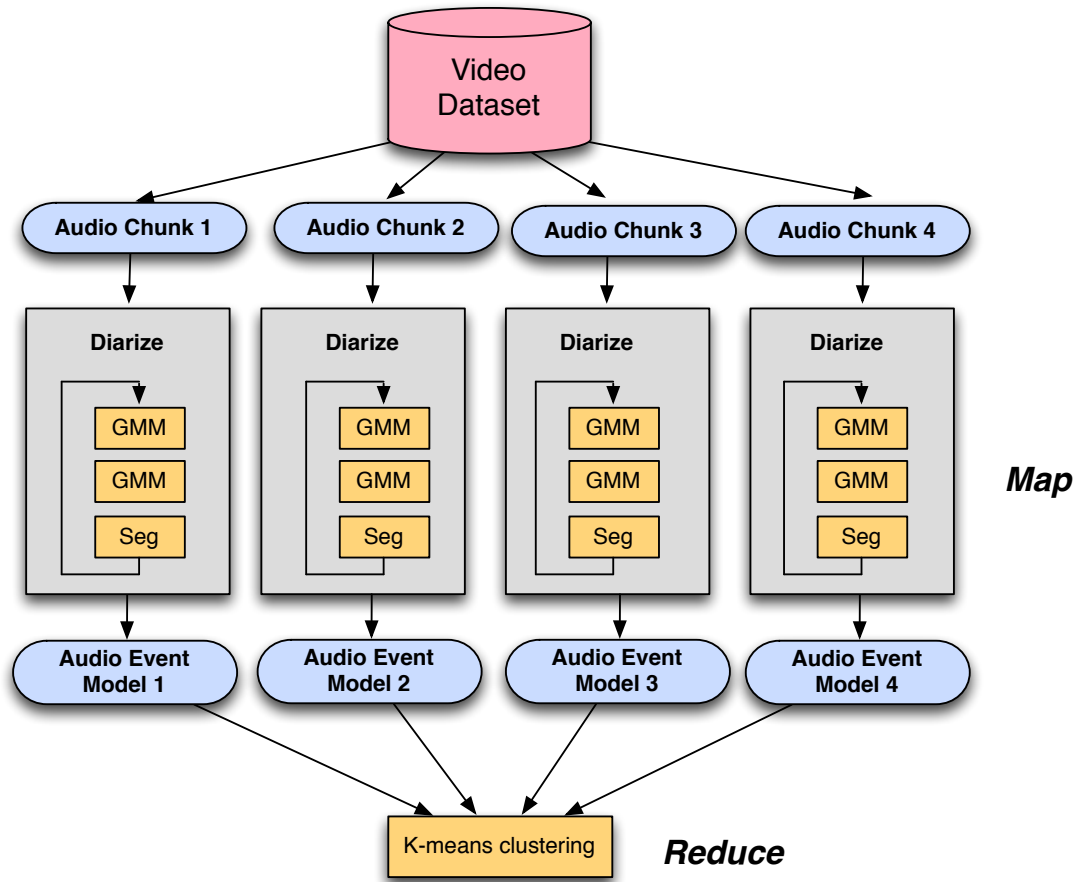 Video
Dataset
Audio Chunk 1
Audio Chunk 2
Audio Chunk 3
Audio Chunk 4
Diarize
Diarize
Diarize
Diarize
GMM
GMM
GMM
GMM
GMM
GMM
GMM
GMM
Map
Seg
Seg
Seg
Seg
Audio Event
Model 1
Audio Event
Model 2
Audio Event
Model 3
Audio Event
Model 4
K-means clustering
Reduce